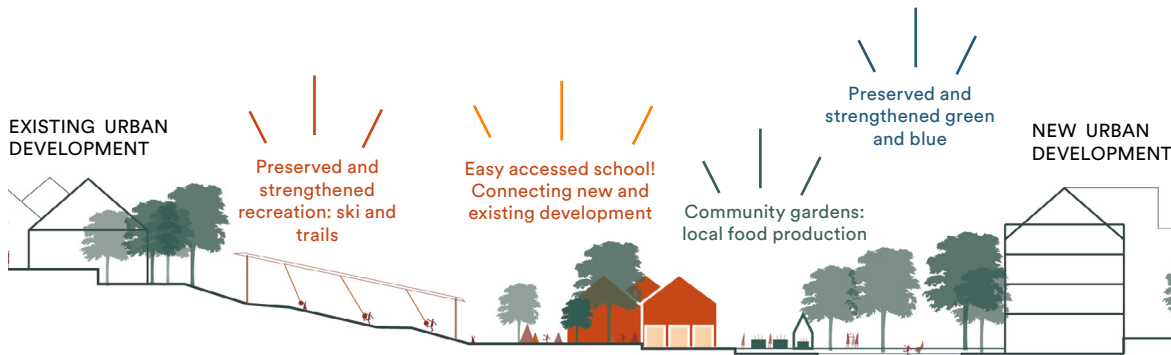 EXISTING URBAN
DEVELOPMENT
Preserved and
strengthened
recreation: ski and
trails
Easy accessed school!
Connecting new and
existing development
Community gardens:
local food production
Preserved and
strengthened green
and blue
NEW URBAN
DEVELOPMENT